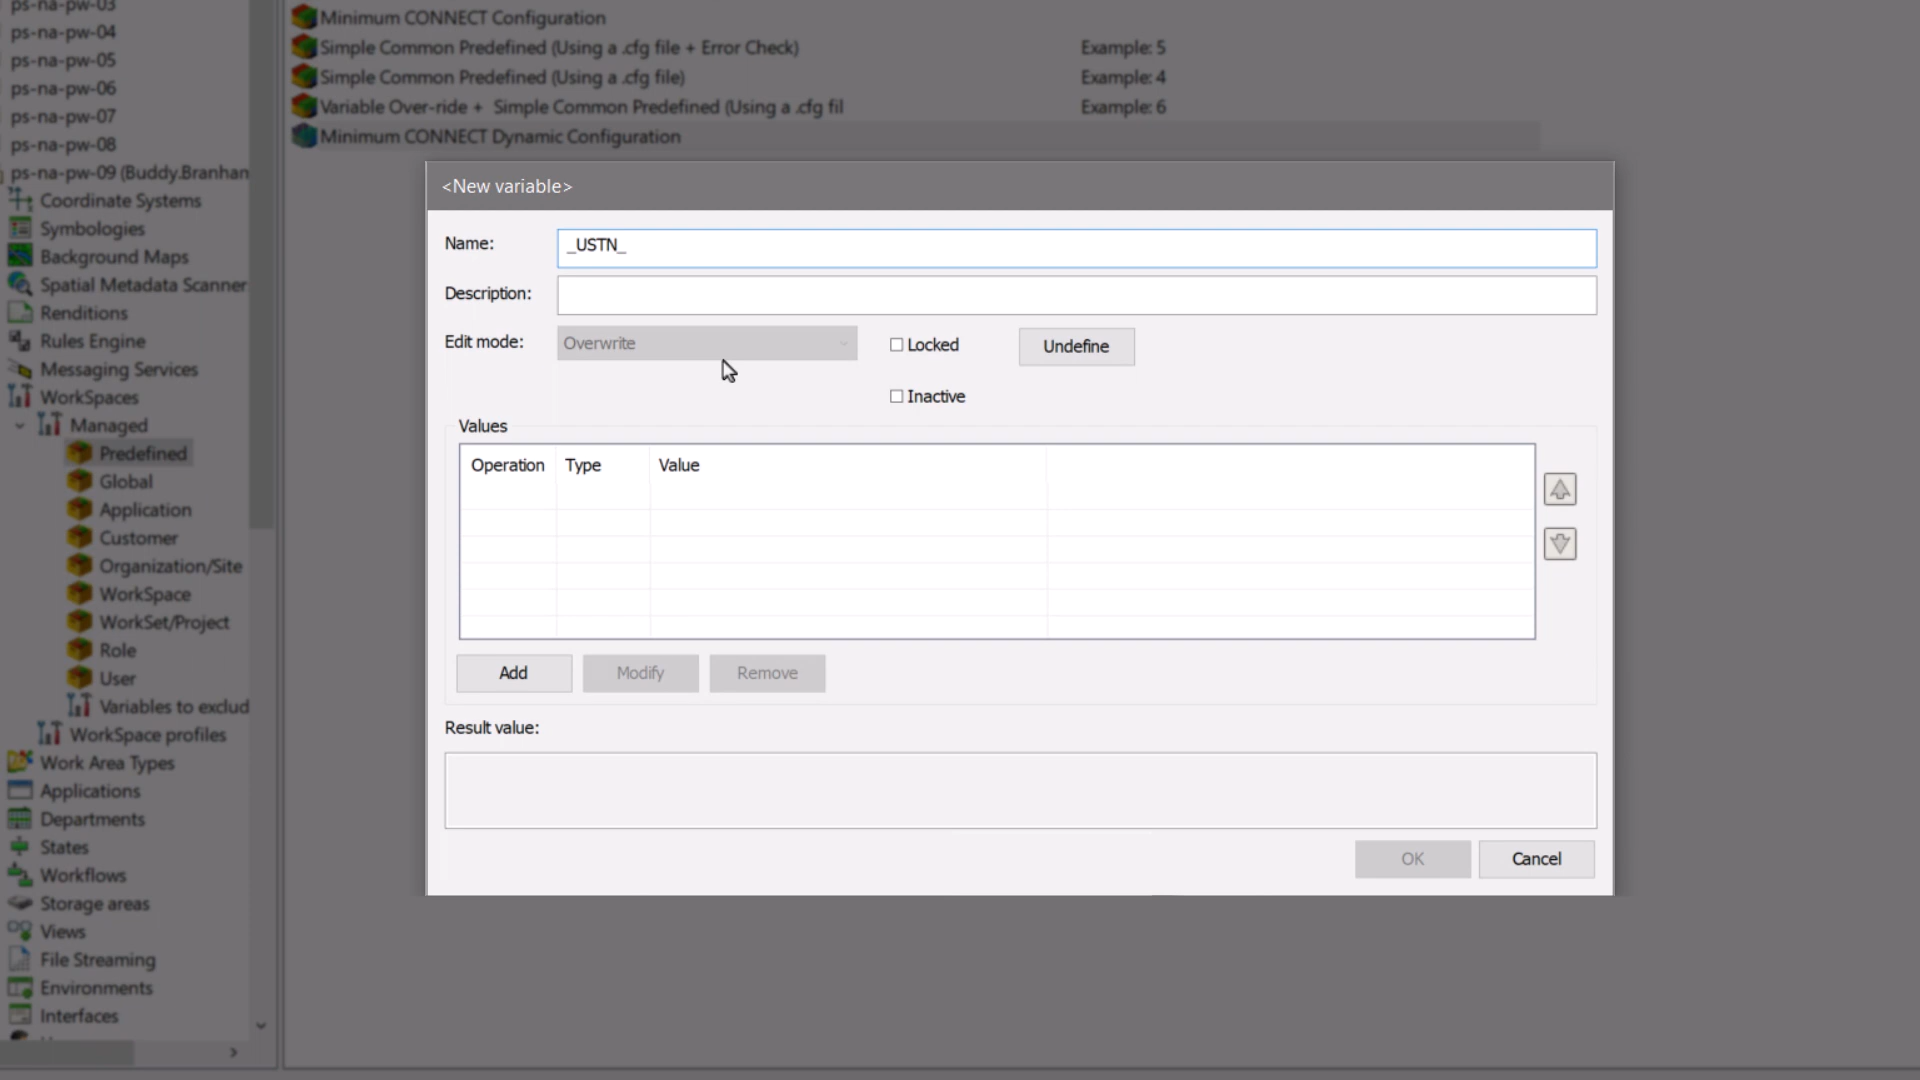 ps-na-pw-03
ps-na-pw-04
ps-na-pw-05
ps-na-pw-06
ps-na-pw-07
ps-na-pw-08
ps-na-pw-09 (Buddy.Branhan
Coordinate Systems
Symbologies
Background Maps
Spatial Metadata Scanner
Renditions
Rules Engine
Messaging Services
WorkSpaces
Managed
Predefined
Global
Application
Customer
Organization/Site
WorkSpace
WorkSet/Project
Role
User
Variables to exclud
WorkSpace profiles
Work Area Types
Applications
Departments
States
Workflows
Storage areas
Views
File Streaming
Environments
Interfaces
Minimum CONNECT Configuration
Simple Common Predefined (Using a .cfg file + Error Check) Example: 5
Simple Common Predefined (Using a .cfg file) Example: 4
Variable Over-ride + Simple Common Predefined (Using a .cfg fil Example: 6
Minimum CONNECT Dynamic Configuration
<New variable>
Name: _USTN_
Description:
Edit mode: Overwrite Locked Undefine
Inactive
Values
Operation Type Value
Add Modify Remove
Result value:
OK Cancel